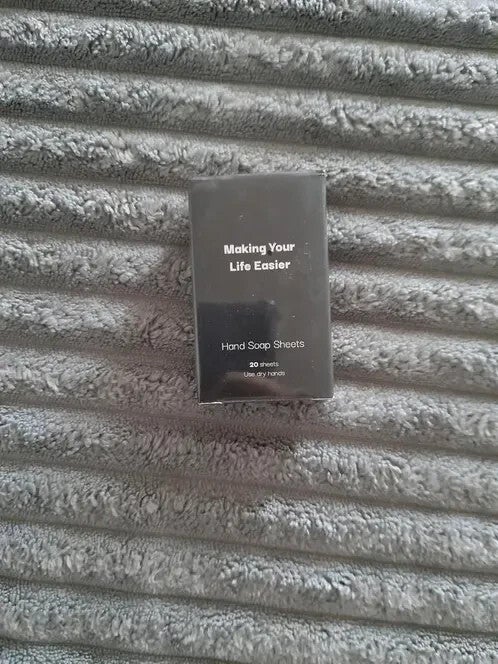 Making Your
Life Easier
Hand Soap Sheets
20 sheets
Use dry hands